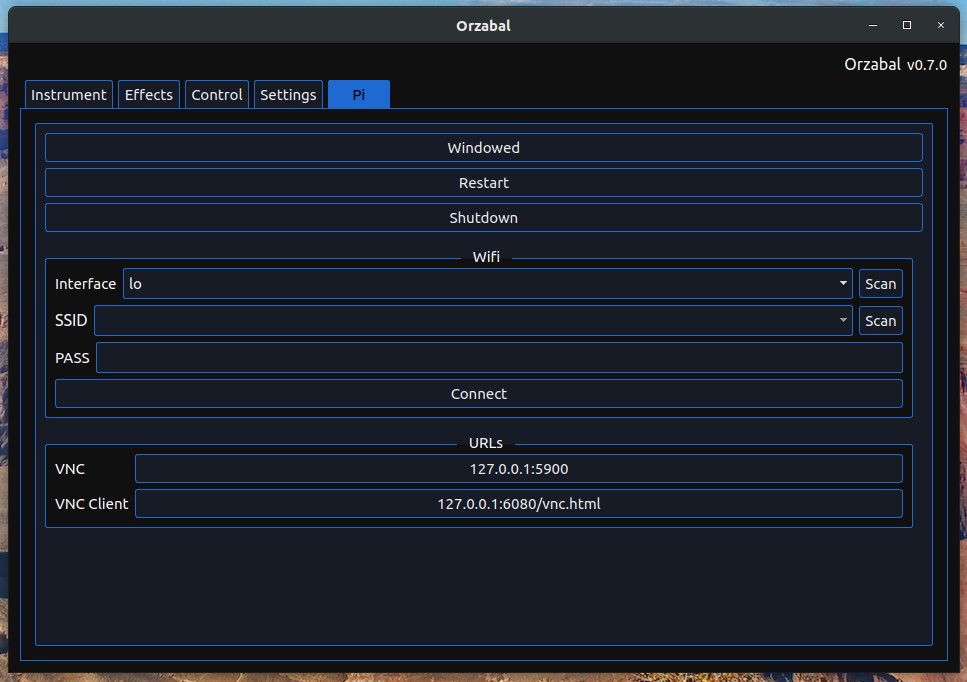 Orzabal
Orzabal v0.7.0
Instrument Effects Control Settings Pi
Windowed
Restart
Shutdown
Wifi
Interface lo Scan
SSID Scan
PASS
Connect
URLs
VNC 127.0.0.1:5900
VNC Client 127.0.0.1:6080/vnc.html